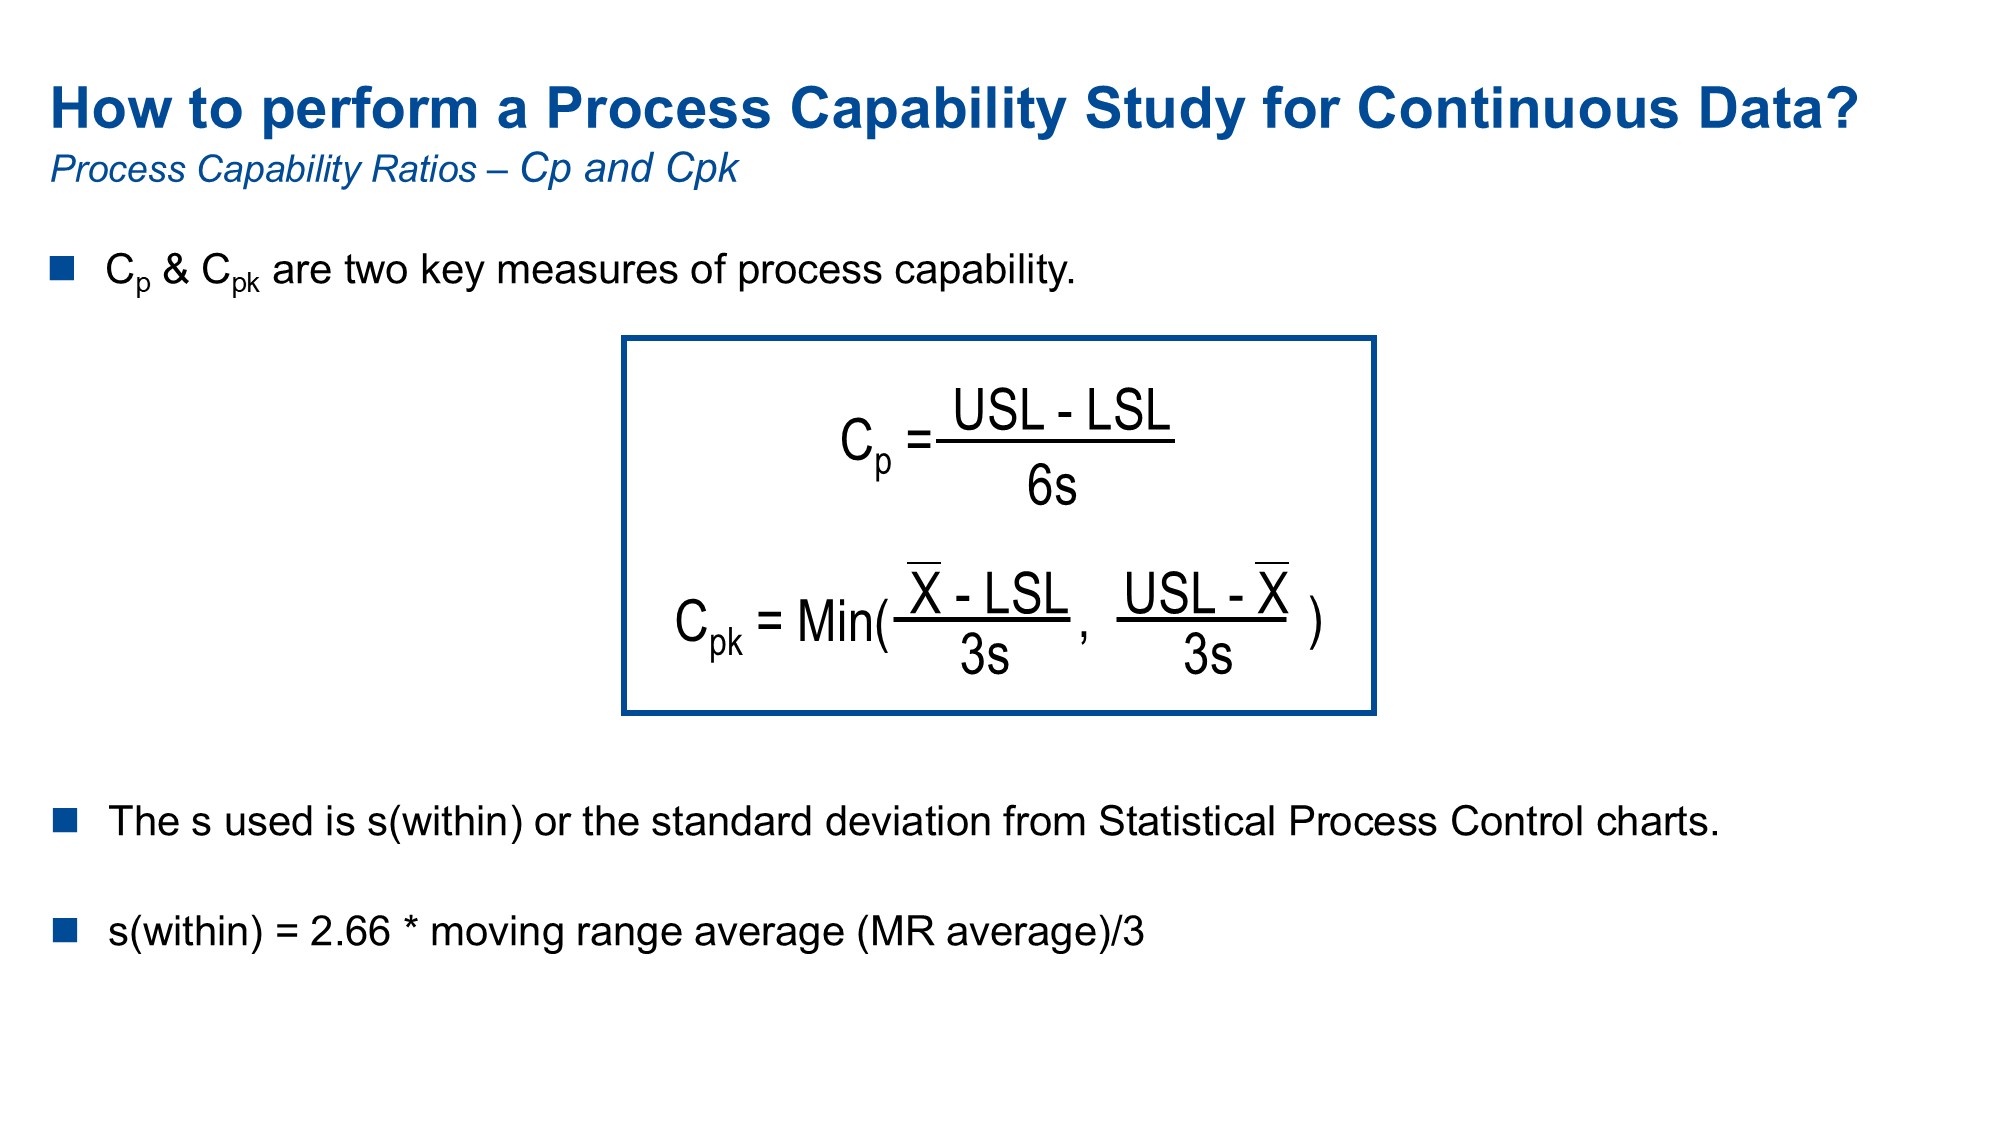 How to perform a Process Capability Study for Continuous Data?
Process Capability Ratios – Cp and Cpk
■ Cp & Cpk are two key measures of process capability.
USL - LSL
Cp =
6s
X̅ - LSL USL - X̅
Cpk = Min( , )
3s 3s
■ The s used is s(within) or the standard deviation from Statistical Process Control charts.
■ s(within) = 2.66 * moving range average (MR average)/3